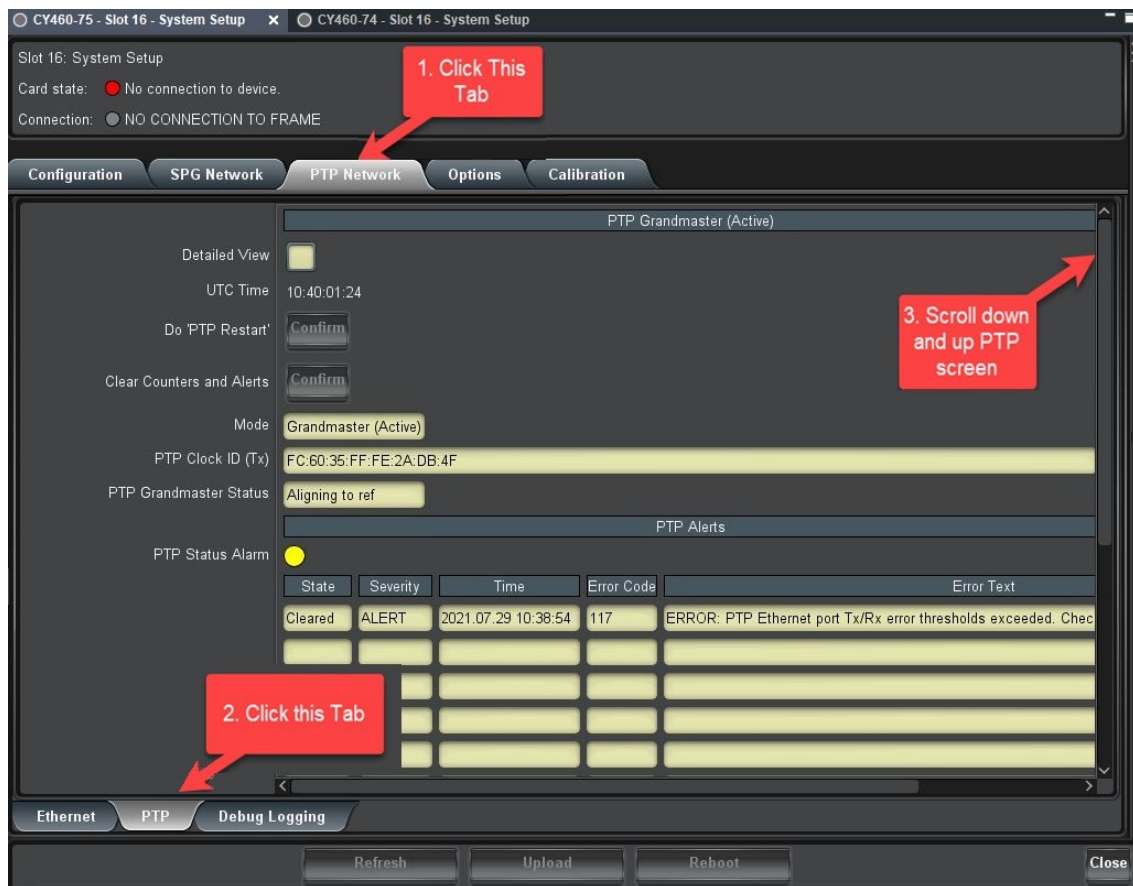 CY460-75 - Slot 16 - System Setup
CY460-74 - Slot 16 - System Setup
Slot 16: System Setup
Card state: No connection to device.
Connection: NO CONNECTION TO FRAME
1. Click This
Tab
Configuration SPG Network PTP Network Options Calibration
PTP Grandmaster (Active)
Detailed View
UTC Time 10:40:01:24
Do 'PTP Restart' Confirm
Clear Counters and Alerts Confirm
3. Scroll down
and up PTP
screen
Mode Grandmaster (Active)
PTP Clock ID (Tx) FC:60:35:FF:FE:2A:DB:4F
PTP Grandmaster Status Aligning to ref
PTP Alerts
PTP Status Alarm
State Severity Time Error Code Error Text
Cleared ALERT 2021.07.29 10:38:54 117 ERROR: PTP Ethernet port Tx/Rx error thresholds exceeded. Chec
2. Click this Tab
Ethernet PTP Debug Logging
Refresh Upload Reboot Close